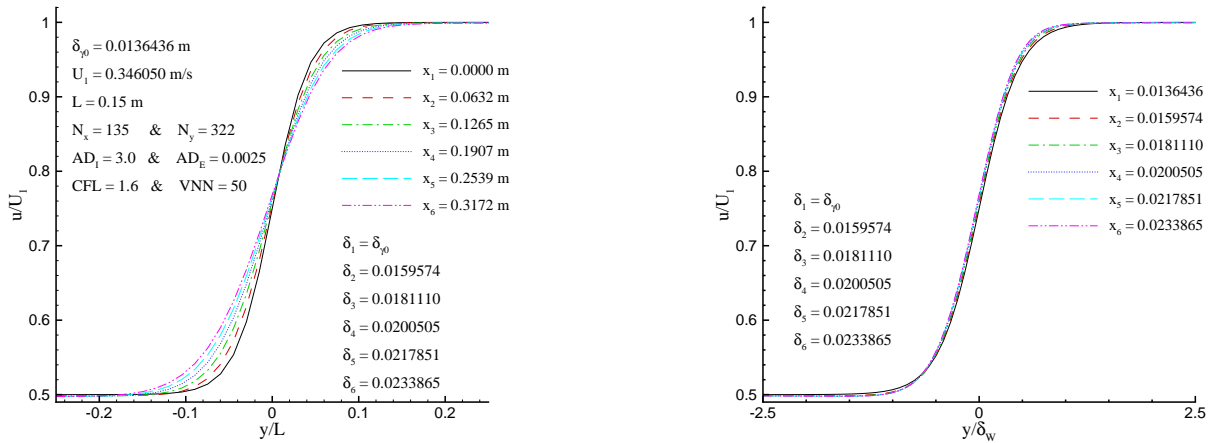 u/U₁
1
0.9
0.8
0.7
0.6
0.5
δγ0 = 0.0136436 m
U₁ = 0.346050 m/s
L = 0.15 m
Nₓ = 135 & Nᵧ = 322
AD_I = 3.0 & AD_E = 0.0025
CFL = 1.6 & VNN = 50
x₁ = 0.0000 m
x₂ = 0.0632 m
x₃ = 0.1265 m
x₄ = 0.1907 m
x₅ = 0.2539 m
x₆ = 0.3172 m
δ₁ = δγ0
δ₂ = 0.0159574
δ₃ = 0.0181110
δ₄ = 0.0200505
δ₅ = 0.0217851
δ₆ = 0.0233865
-0.2 -0.1 0 0.1 0.2
y/L
u/U₁
1
0.9
0.8
0.7
0.6
0.5
x₁ = 0.0136436
x₂ = 0.0159574
x₃ = 0.0181110
x₄ = 0.0200505
x₅ = 0.0217851
x₆ = 0.0233865
δ₁ = δγ0
δ₂ = 0.0159574
δ₃ = 0.0181110
δ₄ = 0.0200505
δ₅ = 0.0217851
δ₆ = 0.0233865
-2.5 0 2.5
y/δ_W